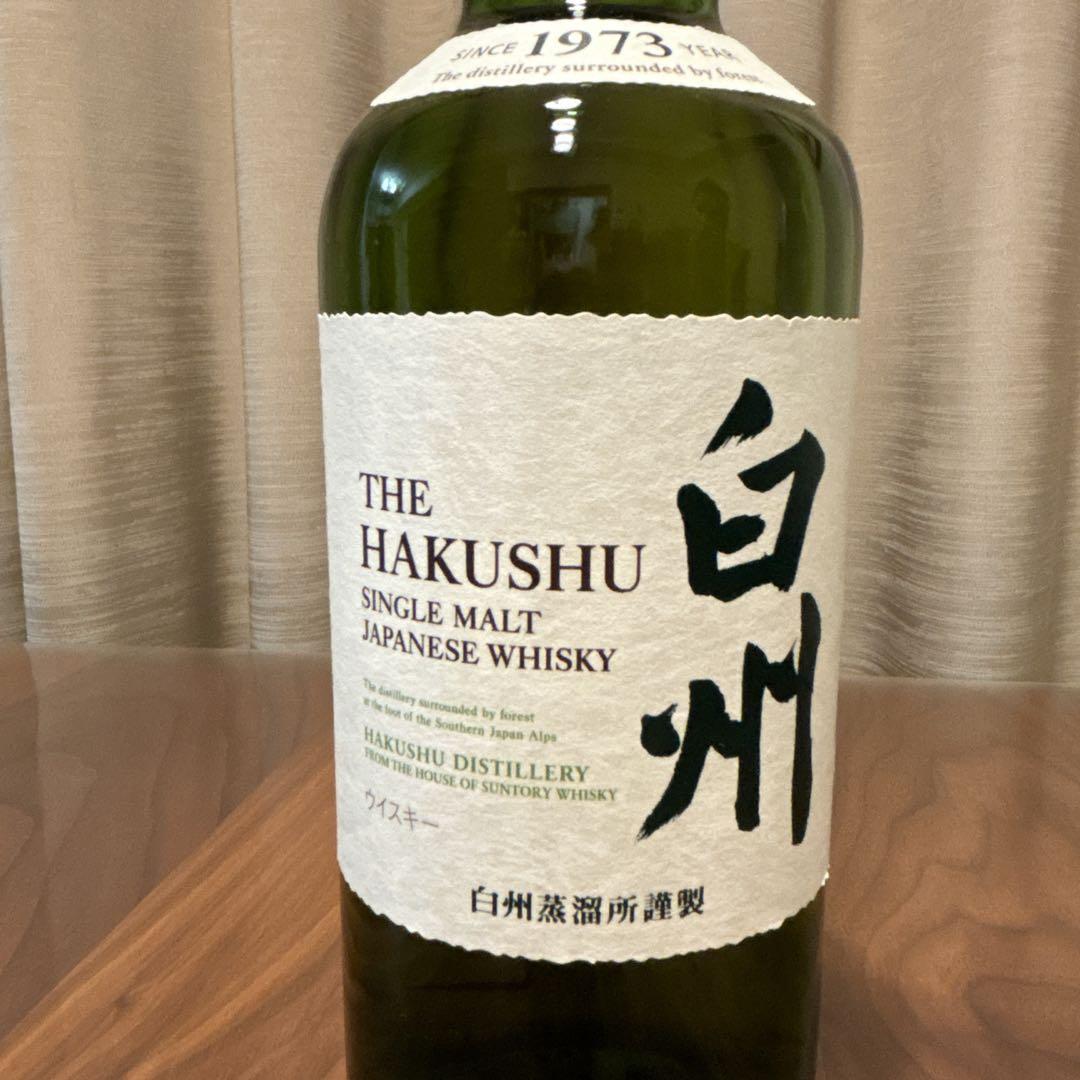 SINCE 1973 YEAR
The distillery surrounded by forest
THE
HAKUSHU
SINGLE MALT
JAPANESE WHISKY
The distillery surrounded by forest
at the foot of the Southern Japan Alps
HAKUSHU DISTILLERY
FROM THE HOUSE OF SUNTORY WHISKY
ウイスキー
白州
白州蒸溜所謹製